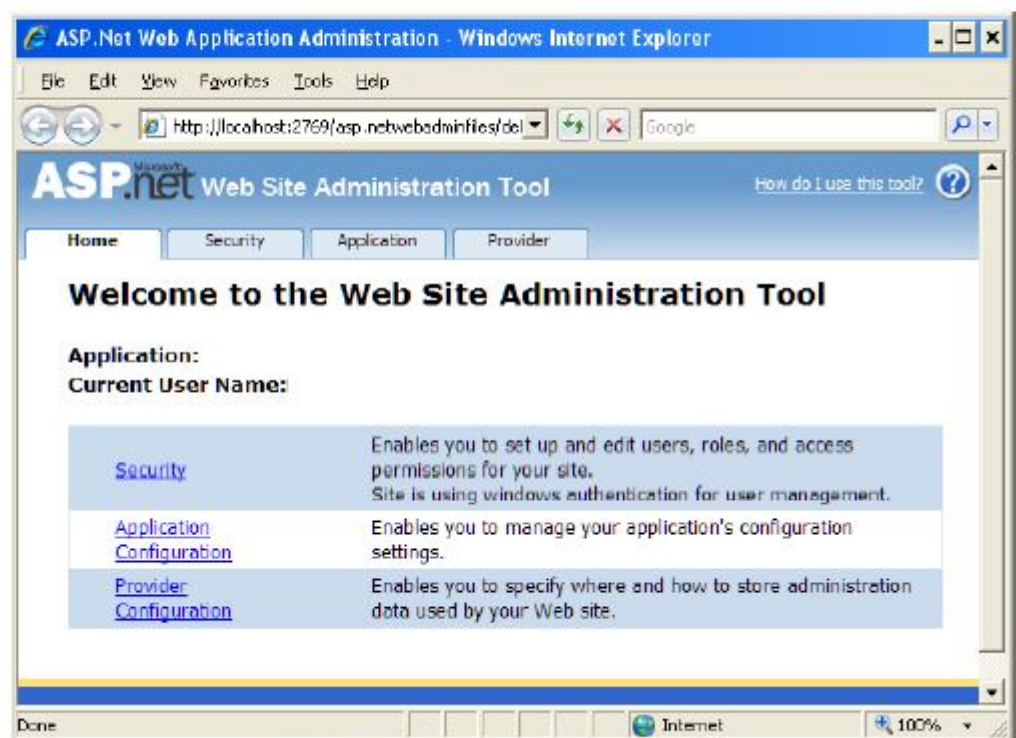 ASP.Net Web Application Administration - Windows Internet Explorer
File Edit View Favorites Tools Help
http://localhost:2769/asp.netwebadminfiles/del
Google
Microsoft
ASP.net Web Site Administration Tool
How do I use this tool? ?
Home Security Application Provider
Welcome to the Web Site Administration Tool
Application:
Current User Name:
Security
Enables you to set up and edit users, roles, and access
permissions for your site.
Site is using windows authentication for user management.
Application
Configuration
Enables you to manage your application's configuration
settings.
Provider
Configuration
Enables you to specify where and how to store administration
data used by your Web site.
Done
Internet
100%